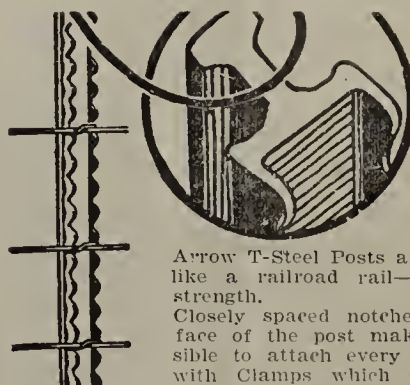 Arrow T-Steel Posts a
like a railroad rail—
strength.
Closely spaced notche
face of the post mak
sible to attach every
with Clamps which